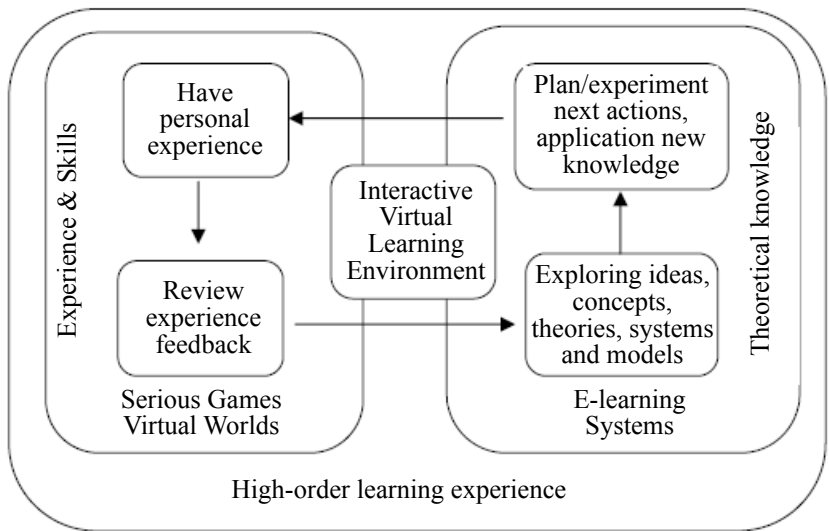 Experience & Skills
Have
personal
experience
Review
experience
feedback
Serious Games
Virtual Worlds
Interactive
Virtual
Learning
Environment
Plan/experiment
next actions,
application new
knowledge
Exploring ideas,
concepts,
theories, systems
and models
E-learning
Systems
Theoretical knowledge
High-order learning experience